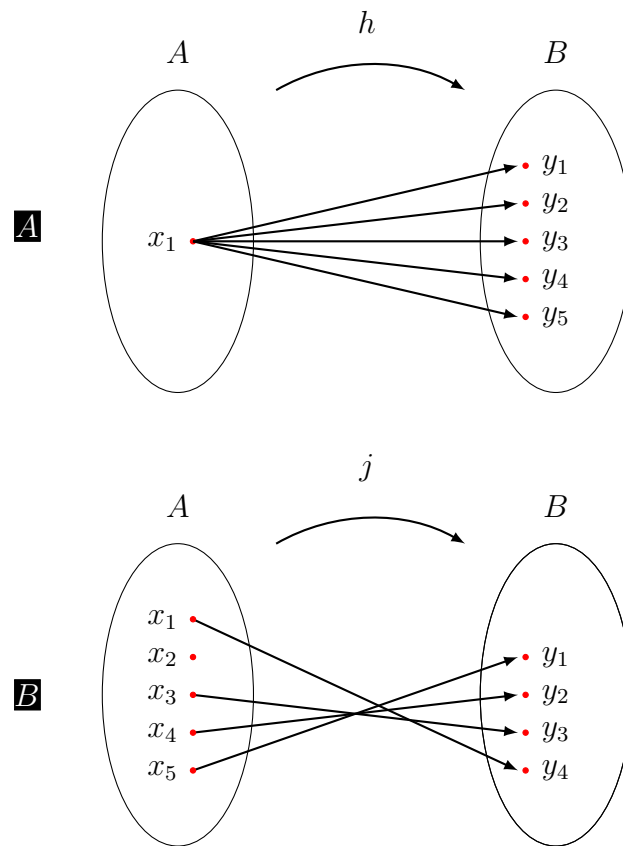 h
A B
y₁
y₂
A x₁ y₃
y₄
y₅
j
A B
x₁
x₂ y₁
B x₃ y₂
x₄ y₃
x₅ y₄